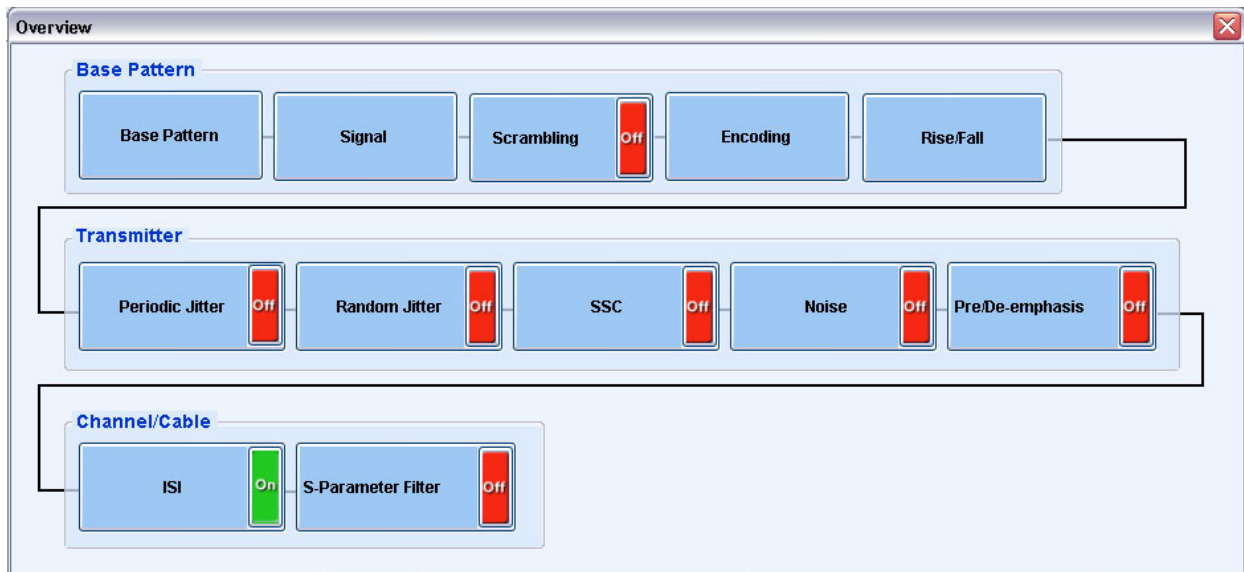 Overview
Base Pattern
Base Pattern
Signal
Scrambling
Off
Encoding
Rise/Fall
Transmitter
Periodic Jitter
Off
Random Jitter
Off
SSC
Off
Noise
Off
Pre/De-emphasis
Off
Channel/Cable
ISI
On
S-Parameter Filter
Off